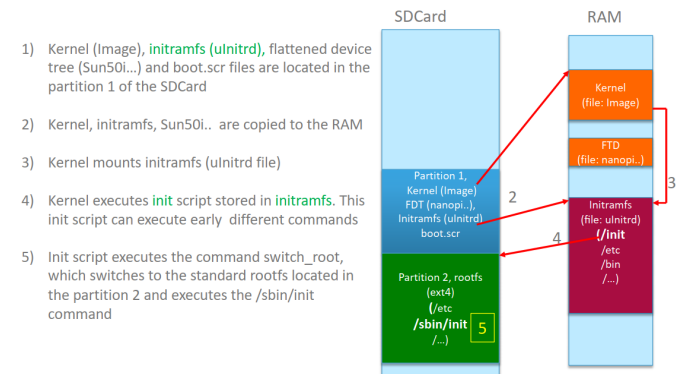 SDCard
RAM
1) Kernel (Image), initramfs (uInitrd), flattened device
tree (Sun50i...) and boot.scr files are located in the
partition 1 of the SDCard
2) Kernel, initramfs, Sun50i.. are copied to the RAM
3) Kernel mounts initramfs (uInitrd file)
4) Kernel executes init script stored in initramfs. This
init script can execute early different commands
5) Init script executes the command switch_root,
which switches to the standard rootfs located in
the partition 2 and executes the /sbin/init
command
Partition 1,
Kernel (Image)
FDT (nanopi..),
Initramfs (uInitrd)
boot.scr
2
Partition 2, rootfs
(ext4)
(/etc
/sbin/init
/...)
5
Kernel
(file: Image)
FTD
(file: nanopi..)
3
Initramfs
(file: uInitrd)
(/init
/etc
/bin
/...)
4